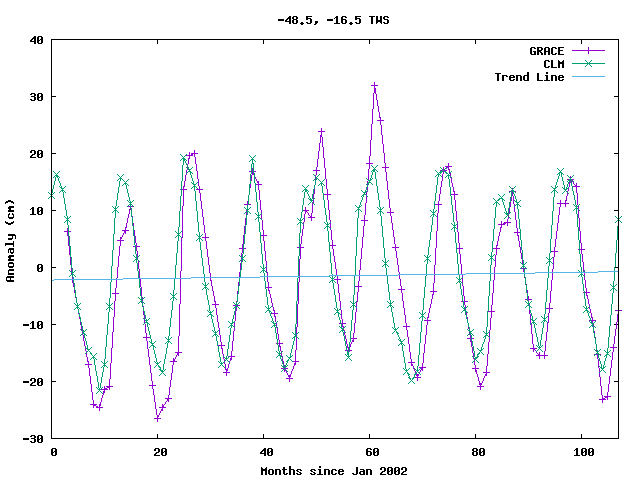 -48.5, -16.5 TWS
GRACE
CLM
Trend Line
40
30
20
10
0
-10
-20
-30
Anomaly (cm)
0 20 40 60 80 100
Months since Jan 2002